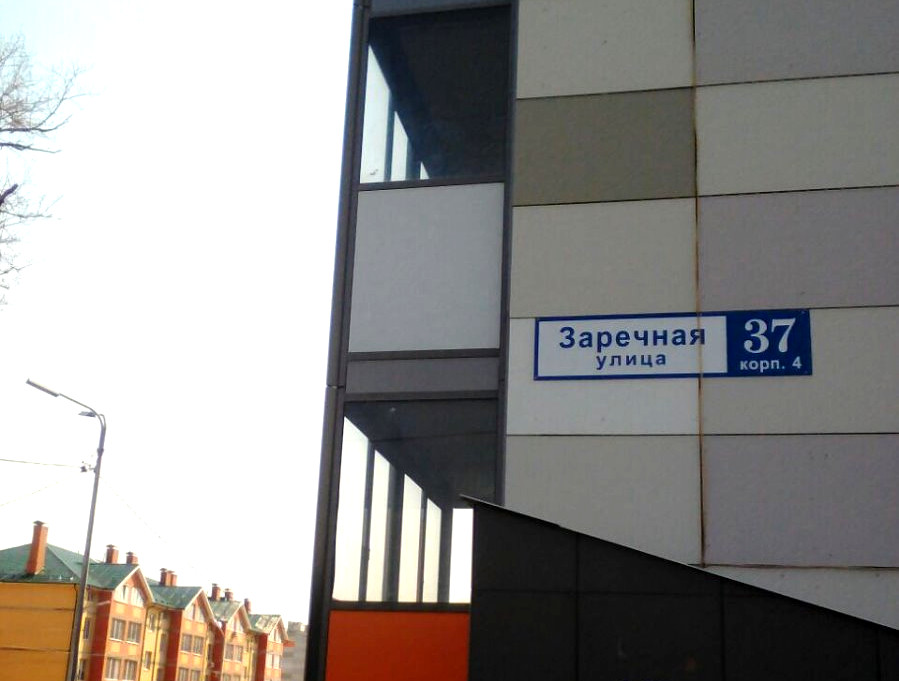 Заречная
улица
37
корп. 4